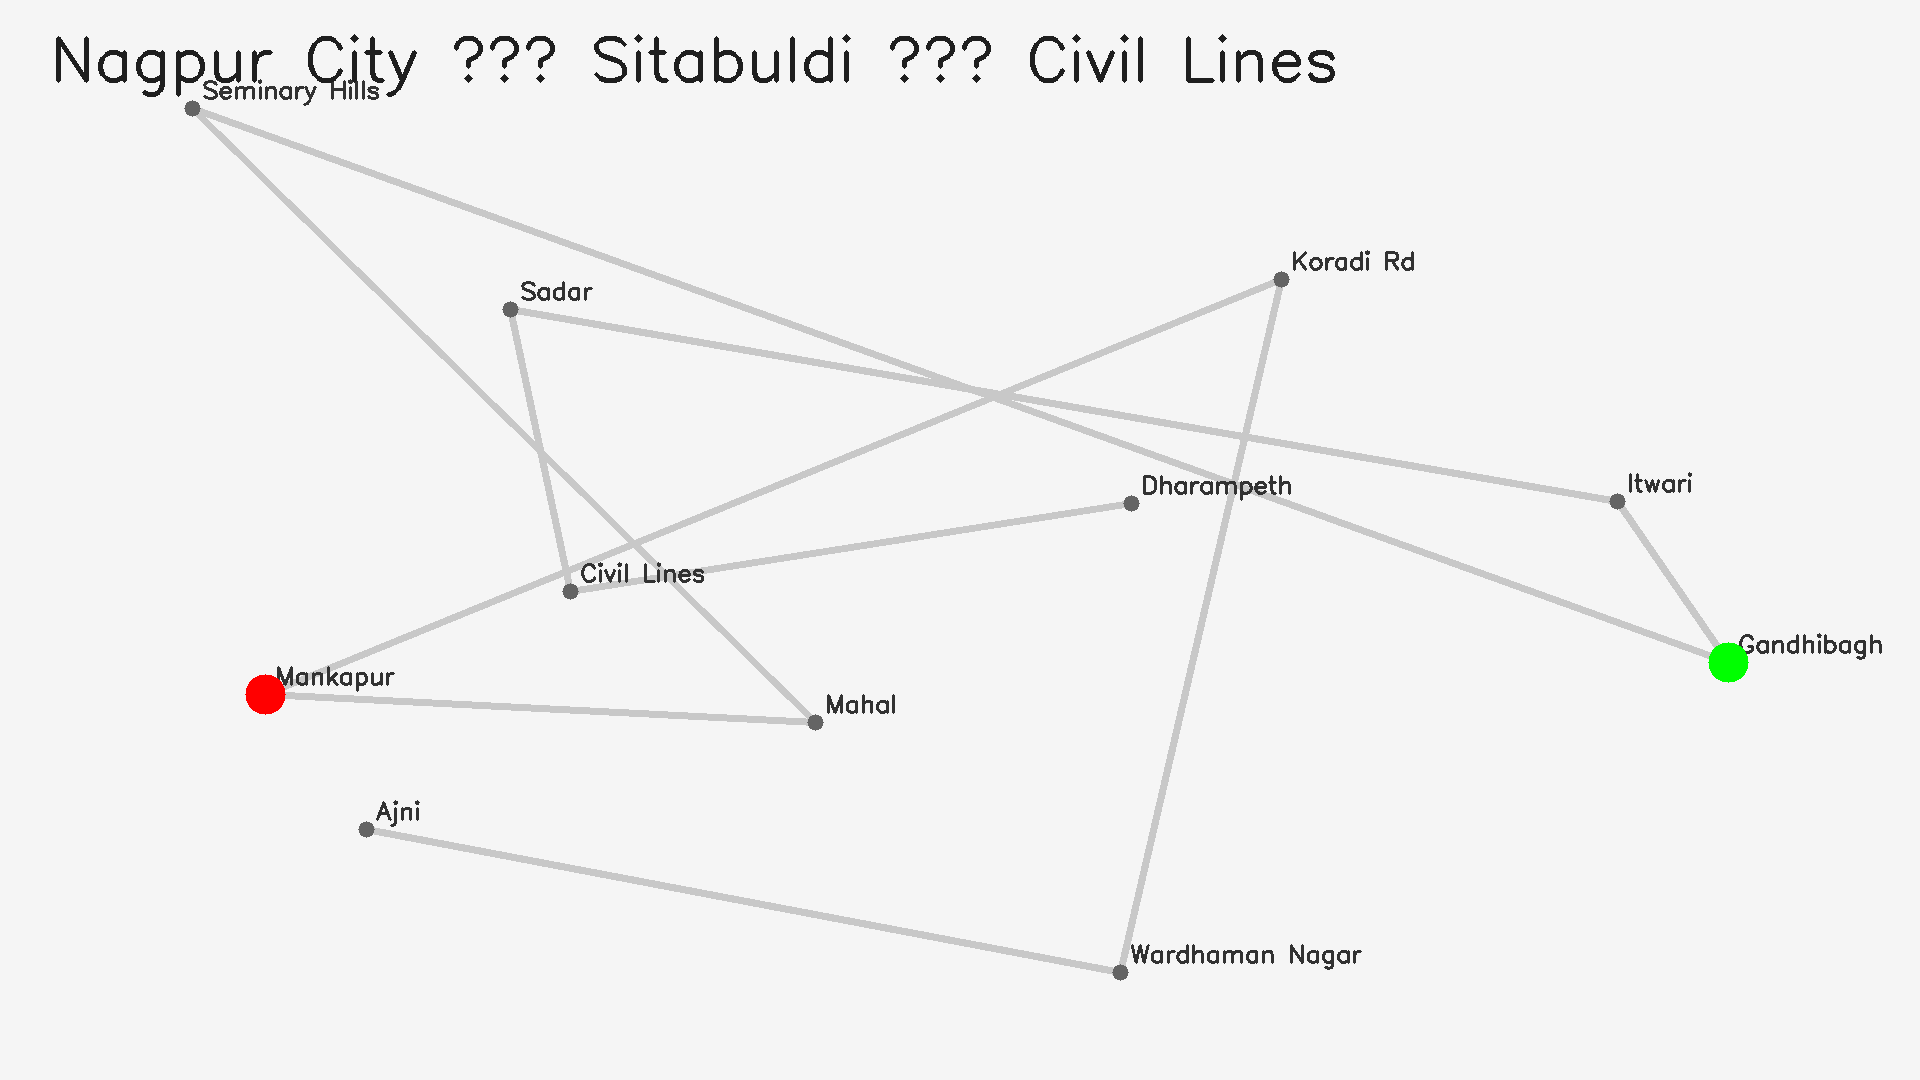 Nagpur City ??? Sitabuldi ??? Civil Lines
Seminary Hills
Koradi Rd
Sadar
Itwari
Dharampeth
Civil Lines
Gandhibagh
Mankapur
Mahal
Ajni
Wardhaman Nagar